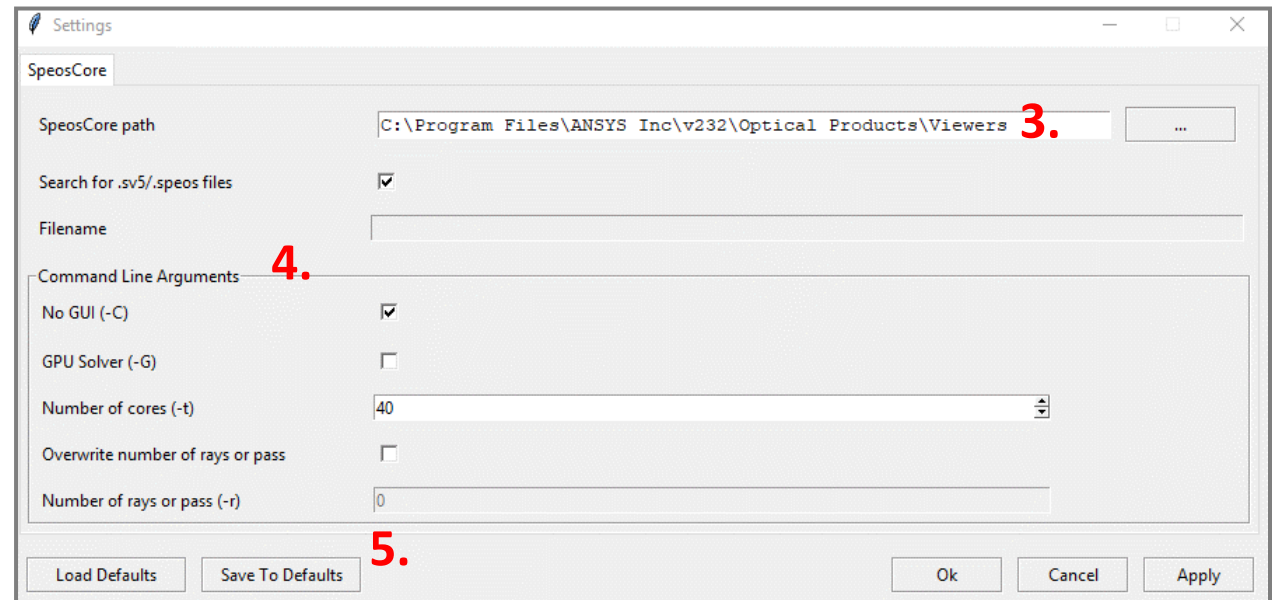 Settings
SpeosCore
SpeosCore path
C:\Program Files\ANSYS Inc\v232\Optical Products\Viewers
3.
...
Search for .sv5/.speos files
Filename
4.
Command Line Arguments
No GUI (-C)
GPU Solver (-G)
Number of cores (-t)
40
Overwrite number of rays or pass
Number of rays or pass (-r)
0
5.
Load Defaults
Save To Defaults
Ok
Cancel
Apply